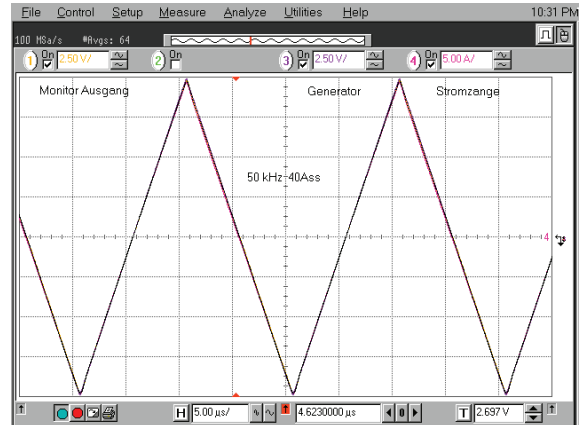 File Control Setup Measure Analyze Utilities Help 10:31 PM
100 MSa/s #Avgs: 64
1 On 2.50 V/ 2 On 3 On 2.50 V/ 4 On 5.00 A/
Monitor Ausgang Generator Stromzange
50 kHz-40Ass
4
H 5.00 µs/ 4.6230000 µs 0 T 2.697 V